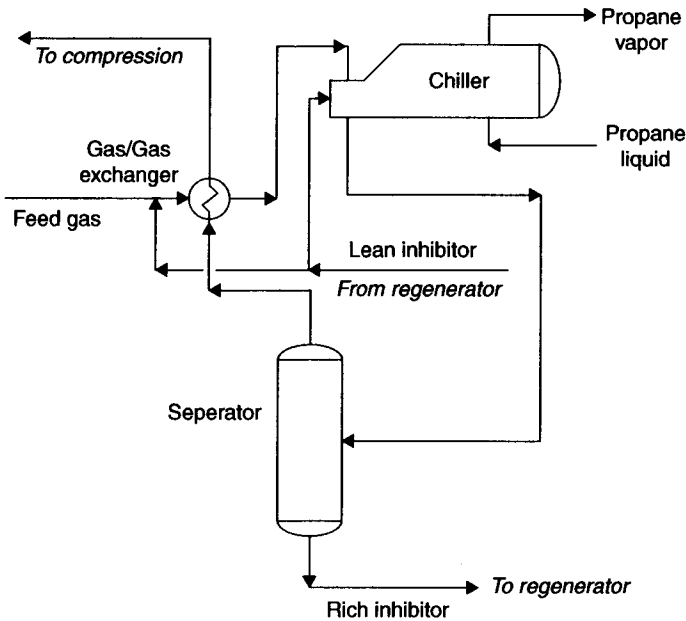 To compression
Propane
vapor
Chiller
Propane
liquid
Gas/Gas
exchanger
Feed gas
Lean inhibitor
From regenerator
Seperator
To regenerator
Rich inhibitor